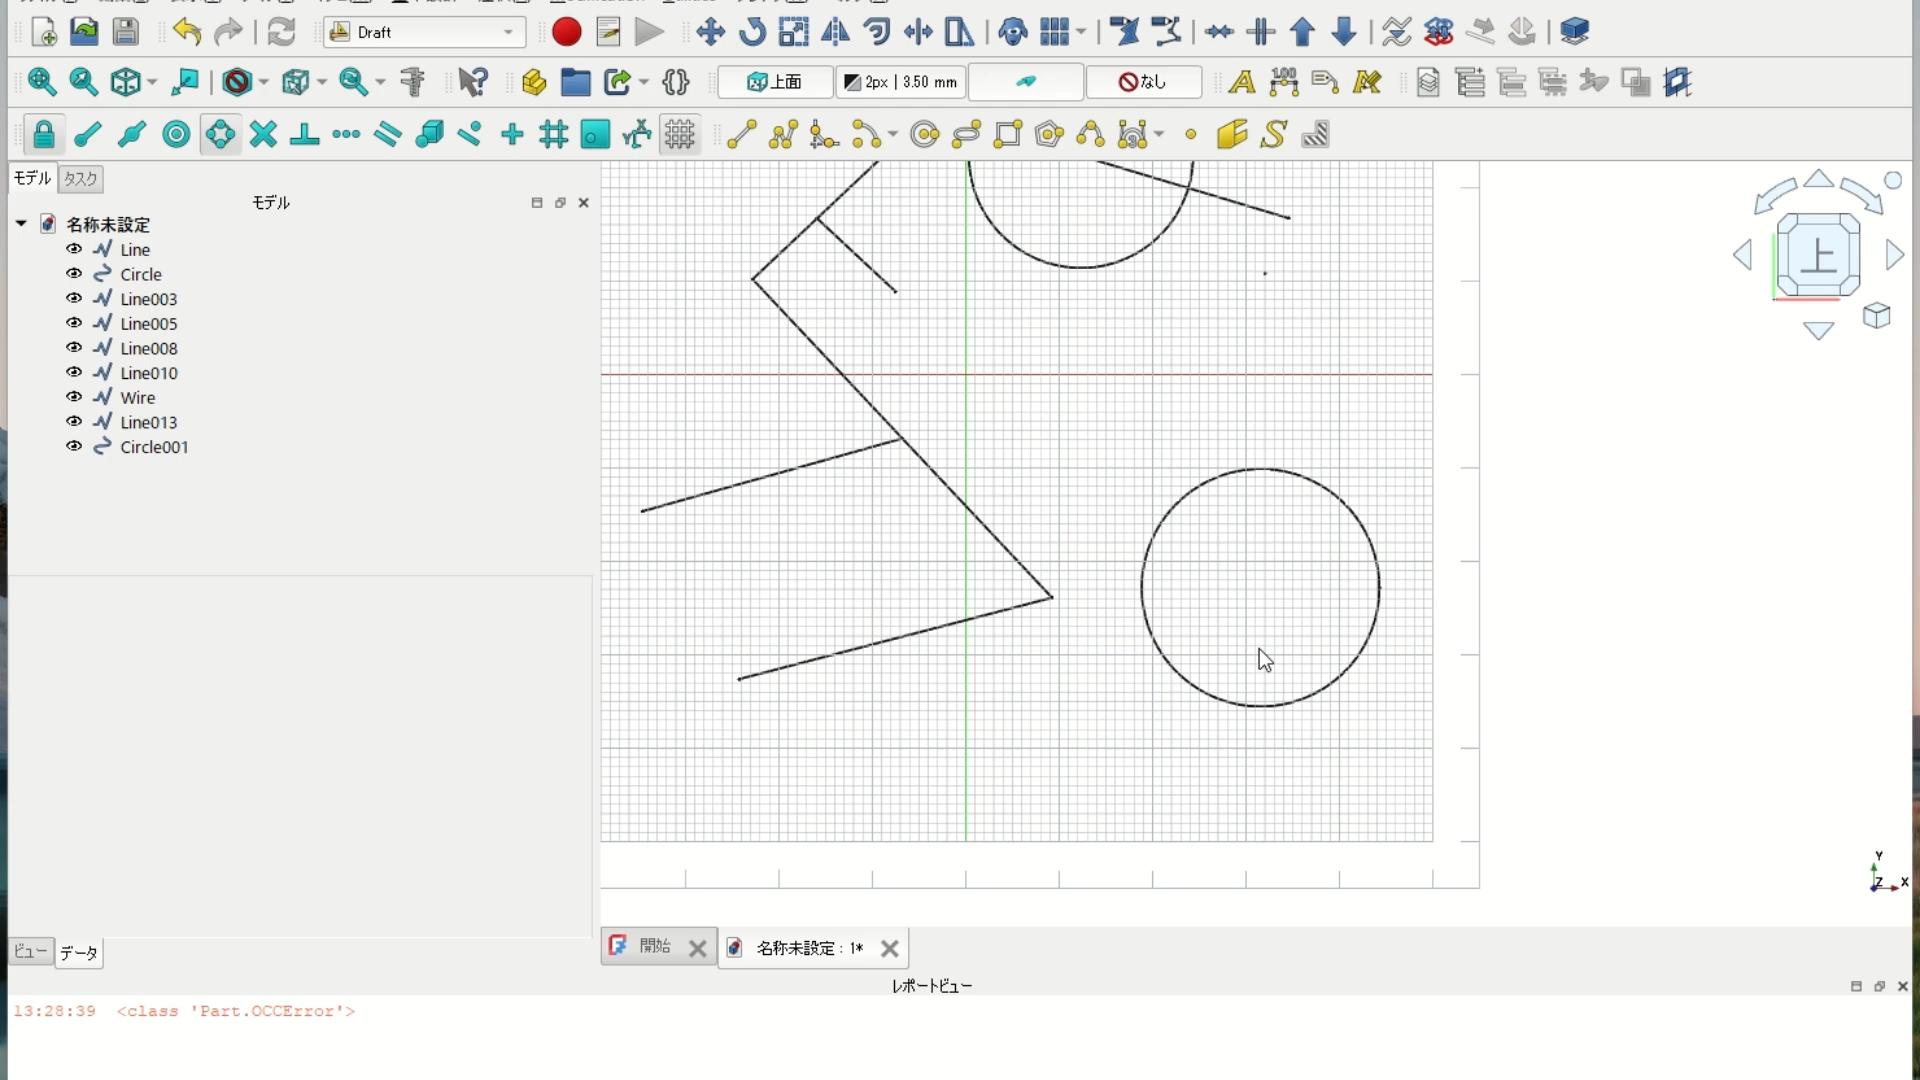 Draft
上面
2px | 3.50 mm
なし
モデル
タスク
モデル
名称未設定
Line
Circle
Line003
Line005
Line008
Line010
Wire
Line013
Circle001
上
Y
Z
X
ビュー
データ
開始
名称未設定 : 1*
レポートビュー
13:28:39 <class 'Part.OCCError'>